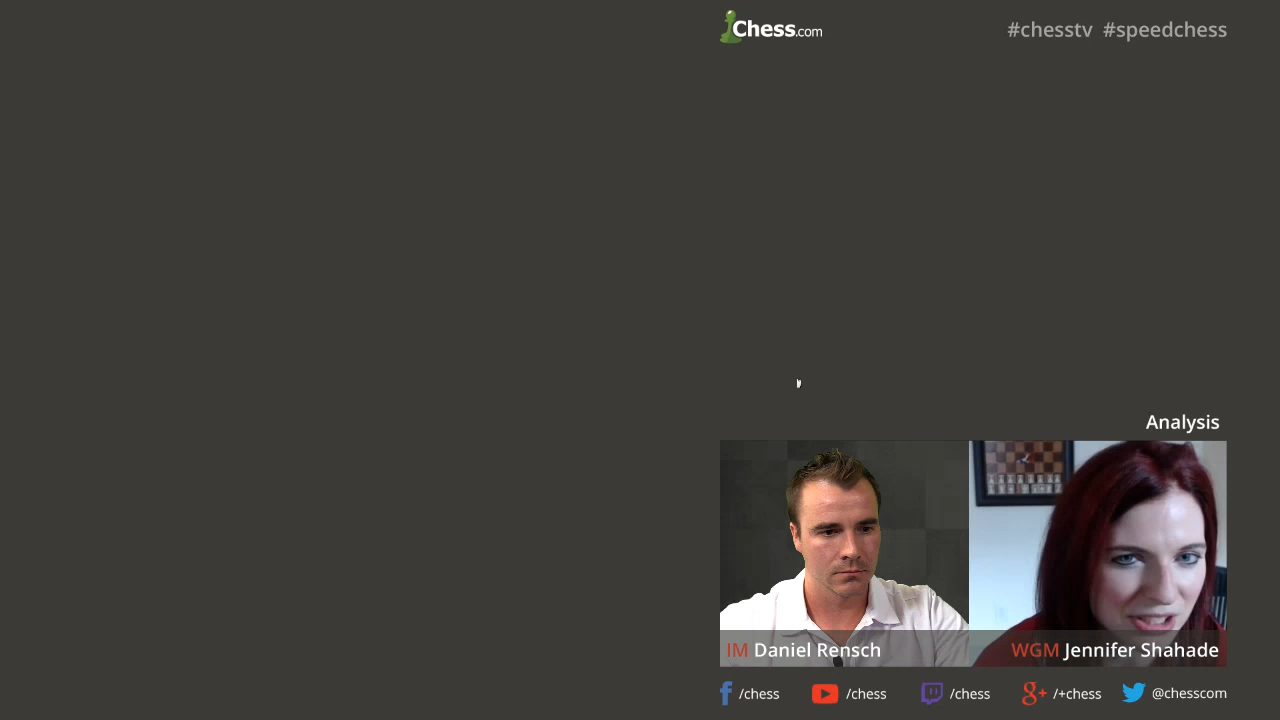 Chess.com
#chesstv #speedchess
Analysis
IM Daniel Rensch
WGM Jennifer Shahade
/chess
/chess
/chess
/+chess
@chesscom